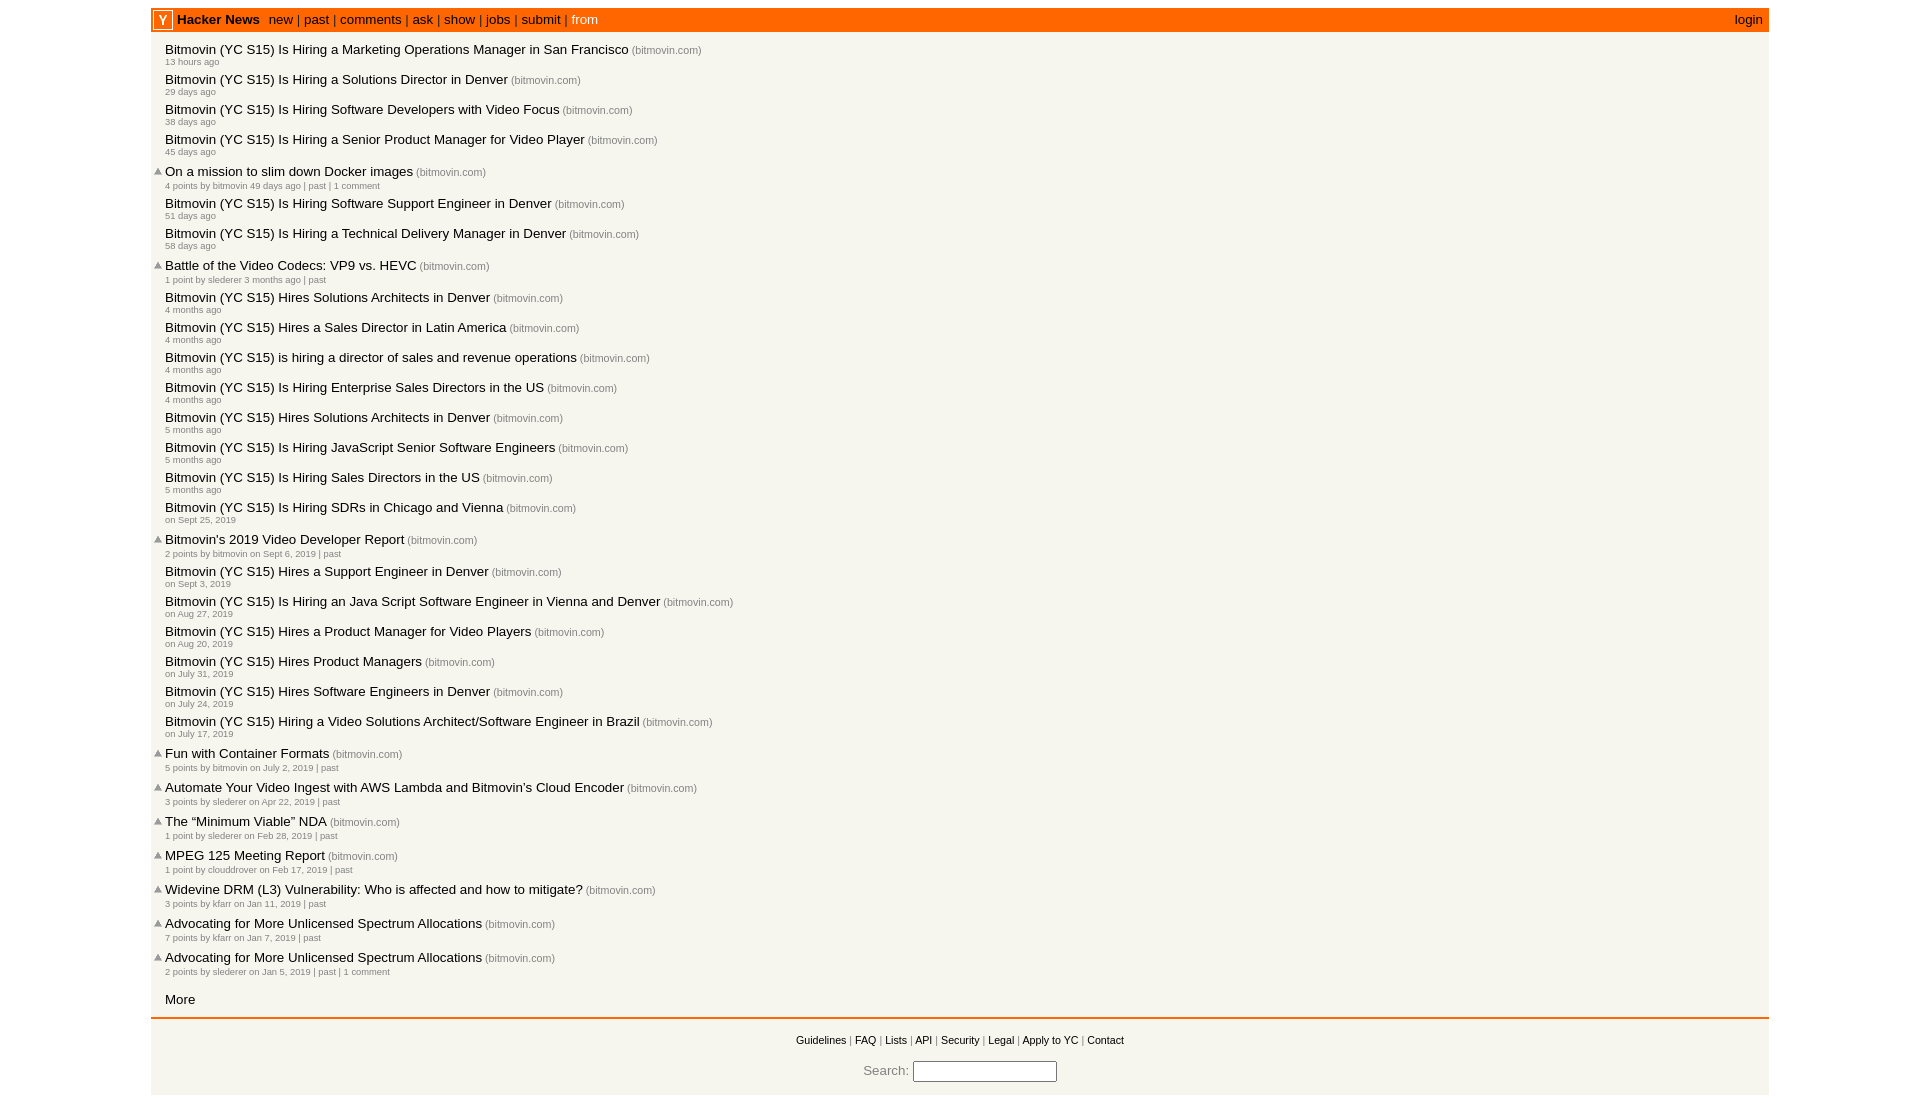 Y Hacker News new | past | comments | ask | show | jobs | submit | from login
Bitmovin (YC S15) Is Hiring a Marketing Operations Manager in San Francisco (bitmovin.com)
13 hours ago
Bitmovin (YC S15) Is Hiring a Solutions Director in Denver (bitmovin.com)
29 days ago
Bitmovin (YC S15) Is Hiring Software Developers with Video Focus (bitmovin.com)
38 days ago
Bitmovin (YC S15) Is Hiring a Senior Product Manager for Video Player (bitmovin.com)
45 days ago
On a mission to slim down Docker images (bitmovin.com)
4 points by bitmovin 49 days ago | past | 1 comment
Bitmovin (YC S15) Is Hiring Software Support Engineer in Denver (bitmovin.com)
51 days ago
Bitmovin (YC S15) Is Hiring a Technical Delivery Manager in Denver (bitmovin.com)
58 days ago
Battle of the Video Codecs: VP9 vs. HEVC (bitmovin.com)
1 point by slederer 3 months ago | past
Bitmovin (YC S15) Hires Solutions Architects in Denver (bitmovin.com)
4 months ago
Bitmovin (YC S15) Hires a Sales Director in Latin America (bitmovin.com)
4 months ago
Bitmovin (YC S15) is hiring a director of sales and revenue operations (bitmovin.com)
4 months ago
Bitmovin (YC S15) Is Hiring Enterprise Sales Directors in the US (bitmovin.com)
4 months ago
Bitmovin (YC S15) Hires Solutions Architects in Denver (bitmovin.com)
5 months ago
Bitmovin (YC S15) Is Hiring JavaScript Senior Software Engineers (bitmovin.com)
5 months ago
Bitmovin (YC S15) Is Hiring Sales Directors in the US (bitmovin.com)
5 months ago
Bitmovin (YC S15) Is Hiring SDRs in Chicago and Vienna (bitmovin.com)
on Sept 25, 2019
Bitmovin's 2019 Video Developer Report (bitmovin.com)
2 points by bitmovin on Sept 6, 2019 | past
Bitmovin (YC S15) Hires a Support Engineer in Denver (bitmovin.com)
on Sept 3, 2019
Bitmovin (YC S15) Is Hiring an Java Script Software Engineer in Vienna and Denver (bitmovin.com)
on Aug 27, 2019
Bitmovin (YC S15) Hires a Product Manager for Video Players (bitmovin.com)
on Aug 20, 2019
Bitmovin (YC S15) Hires Product Managers (bitmovin.com)
on July 31, 2019
Bitmovin (YC S15) Hires Software Engineers in Denver (bitmovin.com)
on July 24, 2019
Bitmovin (YC S15) Hiring a Video Solutions Architect/Software Engineer in Brazil (bitmovin.com)
on July 17, 2019
Fun with Container Formats (bitmovin.com)
5 points by bitmovin on July 2, 2019 | past
Automate Your Video Ingest with AWS Lambda and Bitmovin’s Cloud Encoder (bitmovin.com)
3 points by slederer on Apr 22, 2019 | past
The “Minimum Viable” NDA (bitmovin.com)
1 point by slederer on Feb 28, 2019 | past
MPEG 125 Meeting Report (bitmovin.com)
1 point by clouddrover on Feb 17, 2019 | past
Widevine DRM (L3) Vulnerability: Who is affected and how to mitigate? (bitmovin.com)
3 points by kfarr on Jan 11, 2019 | past
Advocating for More Unlicensed Spectrum Allocations (bitmovin.com)
7 points by kfarr on Jan 7, 2019 | past
Advocating for More Unlicensed Spectrum Allocations (bitmovin.com)
2 points by slederer on Jan 5, 2019 | past | 1 comment
More
Guidelines | FAQ | Lists | API | Security | Legal | Apply to YC | Contact
Search: